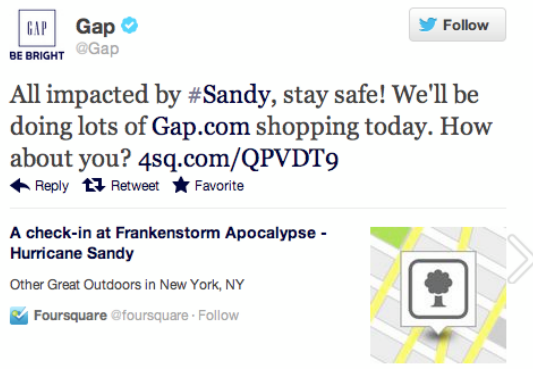 GAP
BE BRIGHT
Gap
@Gap
Follow
All impacted by #Sandy, stay safe! We'll be
doing lots of Gap.com shopping today. How
about you? 4sq.com/QPVDT9
Reply Retweet Favorite
A check-in at Frankenstorm Apocalypse -
Hurricane Sandy
Other Great Outdoors in New York, NY
Foursquare @foursquare · Follow